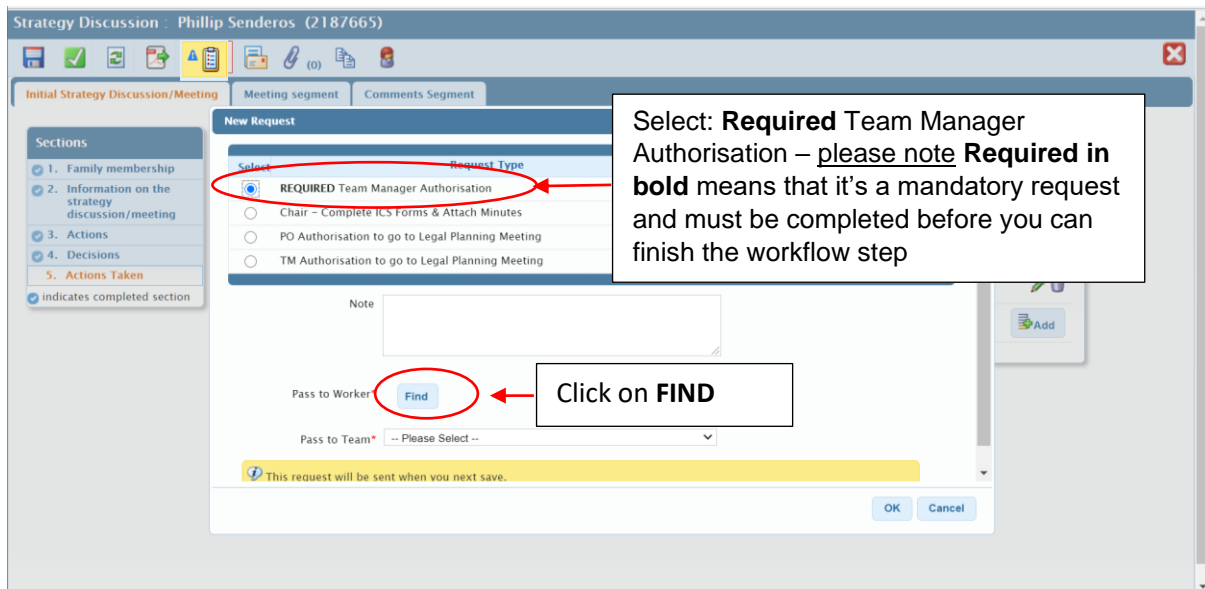 Strategy Discussion : Phillip Senderos (2187665)
(0)
Initial Strategy Discussion/Meeting
Meeting segment
Comments Segment
Sections
1. Family membership
2. Information on the
strategy
discussion/meeting
3. Actions
4. Decisions
5. Actions Taken
indicates completed section
New Request
Select
Request Type
REQUIRED Team Manager Authorisation
Chair – Complete ICS Forms & Attach Minutes
PO Authorisation to go to Legal Planning Meeting
TM Authorisation to go to Legal Planning Meeting
Select: Required Team Manager
Authorisation – please note Required in
bold means that it's a mandatory request
and must be completed before you can
finish the workflow step
Note
Add
Pass to Worker*
Find
Click on FIND
Pass to Team*
-- Please Select --
This request will be sent when you next save.
OK
Cancel